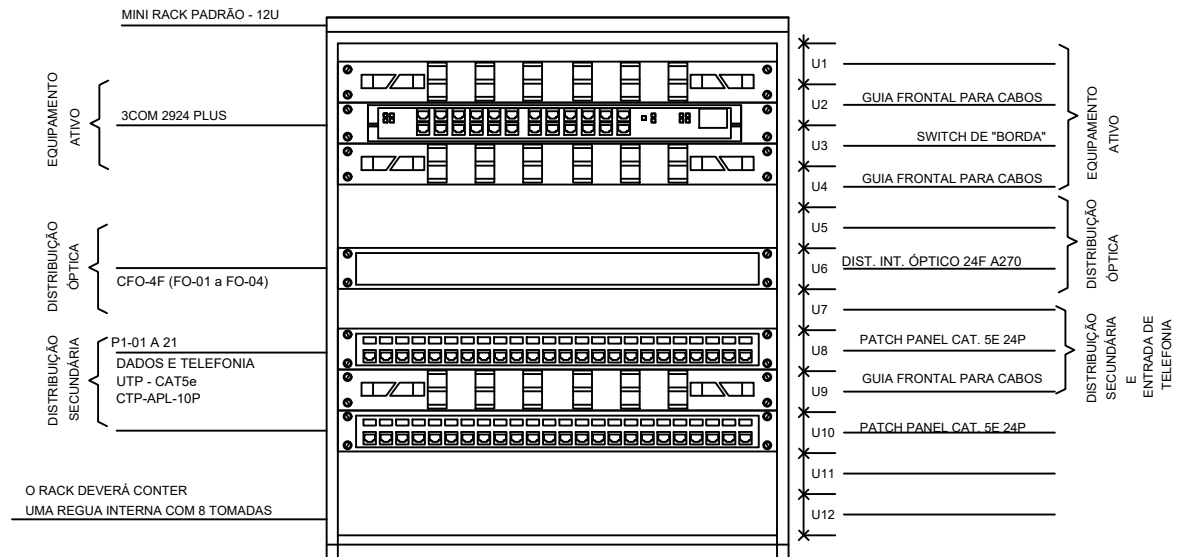 MINI RACK PADRÃO - 12U
EQUIPAMENTO
ATIVO
3COM 2924 PLUS
DISTRIBUIÇÃO
ÓPTICA
CFO-4F (FO-01 a FO-04)
DISTRIBUIÇÃO
SECUNDÁRIA
P1-01 A 21
DADOS E TELEFONIA
UTP - CAT5e
CTP-APL-10P
O RACK DEVERÁ CONTER
UMA REGUA INTERNA COM 8 TOMADAS
U1
U2
GUIA FRONTAL PARA CABOS
U3
SWITCH DE "BORDA"
U4
GUIA FRONTAL PARA CABOS
U5
U6
DIST. INT. ÓPTICO 24F A270
U7
U8
PATCH PANEL CAT. 5E 24P
U9
GUIA FRONTAL PARA CABOS
U10
PATCH PANEL CAT. 5E 24P
U11
U12
EQUIPAMENTO
ATIVO
DISTRIBUIÇÃO
ÓPTICA
DISTRIBUIÇÃO
SECUNDÁRIA
E
ENTRADA DE
TELEFONIA